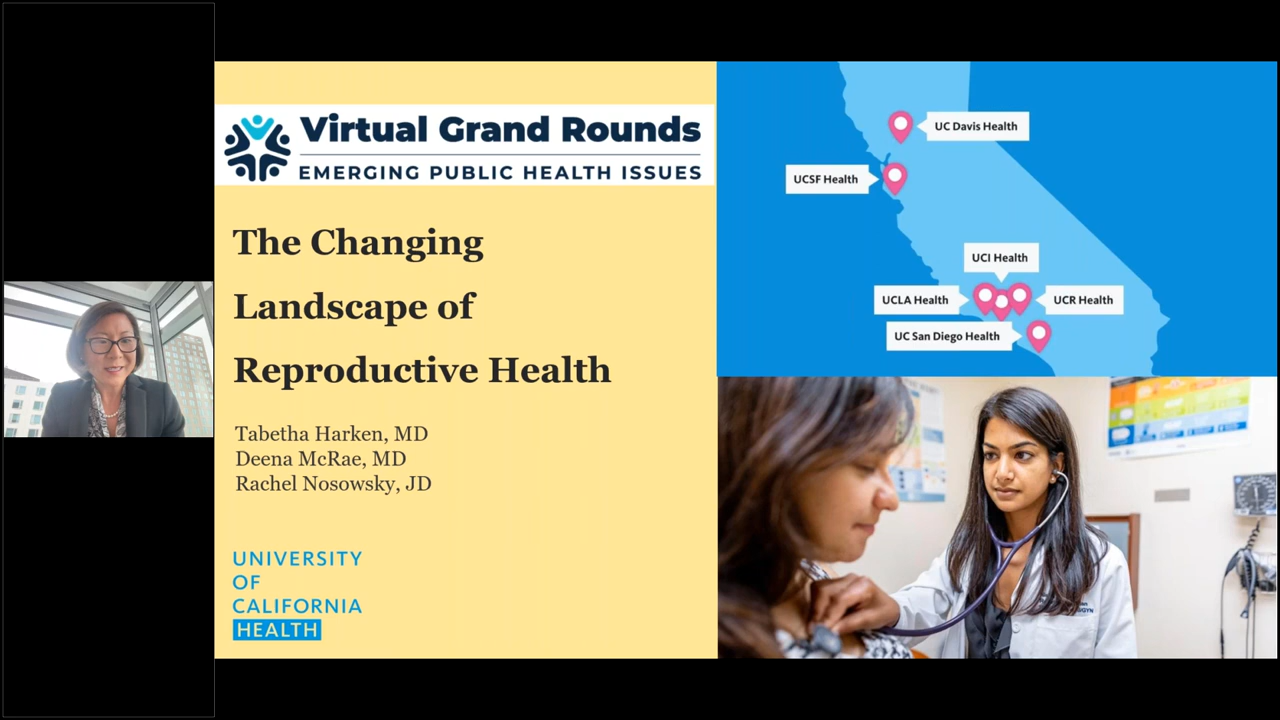 Virtual Grand Rounds
EMERGING PUBLIC HEALTH ISSUES
The Changing
Landscape of
Reproductive Health
Tabetha Harken, MD
Deena McRae, MD
Rachel Nosowsky, JD
UNIVERSITY
OF
CALIFORNIA
HEALTH
UC Davis Health
UCSF Health
UCI Health
UCLA Health
UCR Health
UC San Diego Health